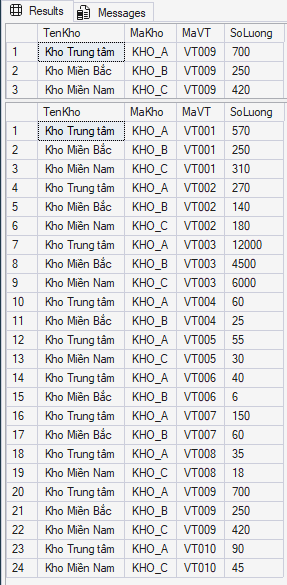 Results Messages
TenKho MaKho MaVT SoLuong
1 Kho Trung tâm KHO_A VT009 700
2 Kho Miền Bắc KHO_B VT009 250
3 Kho Miền Nam KHO_C VT009 420
TenKho MaKho MaVT SoLuong
1 Kho Trung tâm KHO_A VT001 570
2 Kho Miền Bắc KHO_B VT001 250
3 Kho Miền Nam KHO_C VT001 310
4 Kho Trung tâm KHO_A VT002 270
5 Kho Miền Bắc KHO_B VT002 140
6 Kho Miền Nam KHO_C VT002 180
7 Kho Trung tâm KHO_A VT003 12000
8 Kho Miền Bắc KHO_B VT003 4500
9 Kho Miền Nam KHO_C VT003 6000
10 Kho Trung tâm KHO_A VT004 60
11 Kho Miền Bắc KHO_B VT004 25
12 Kho Trung tâm KHO_A VT005 55
13 Kho Miền Nam KHO_C VT005 30
14 Kho Trung tâm KHO_A VT006 40
15 Kho Miền Bắc KHO_B VT006 6
16 Kho Trung tâm KHO_A VT007 150
17 Kho Miền Bắc KHO_B VT007 60
18 Kho Trung tâm KHO_A VT008 35
19 Kho Miền Nam KHO_C VT008 18
20 Kho Trung tâm KHO_A VT009 700
21 Kho Miền Bắc KHO_B VT009 250
22 Kho Miền Nam KHO_C VT009 420
23 Kho Trung tâm KHO_A VT010 90
24 Kho Miền Nam KHO_C VT010 45